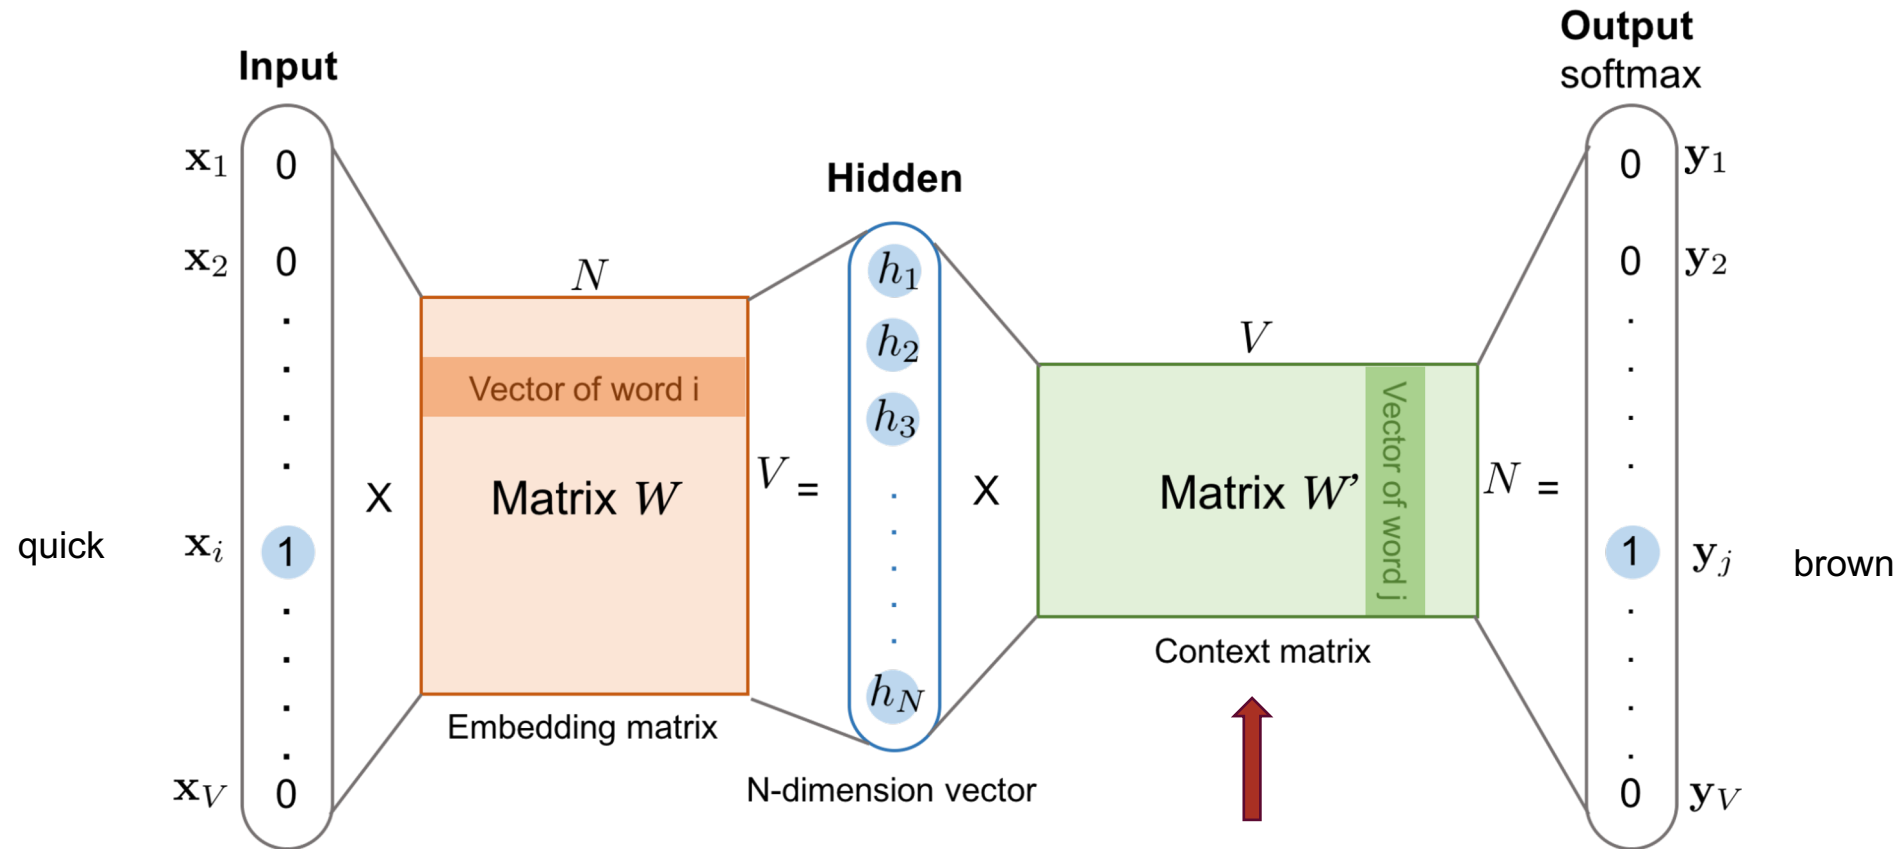 Input
x1 0
x2 0
.
.
.
.
quick xi 1
.
.
.
.
xV 0
X
N
Vector of word i
Matrix W
V =
Embedding matrix
Hidden
h1
h2
h3
.
.
.
.
.
hN
N-dimension vector
X
V
Matrix W’
Vector of word j
N =
Context matrix
Output
softmax
0 y1
0 y2
.
.
.
.
1 yj brown
.
.
.
.
0 yV